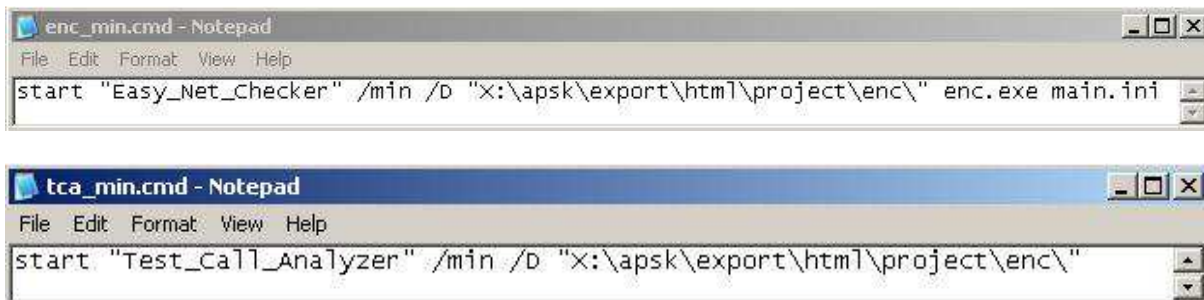 enc_min.cmd - Notepad
File Edit Format View Help
start "Easy_Net_Checker" /min /D "X:\apsk\export\html\project\enc\" enc.exe main.ini
tca_min.cmd - Notepad
File Edit Format View Help
start "Test_Call_Analyzer" /min /D "X:\apsk\export\html\project\enc\"